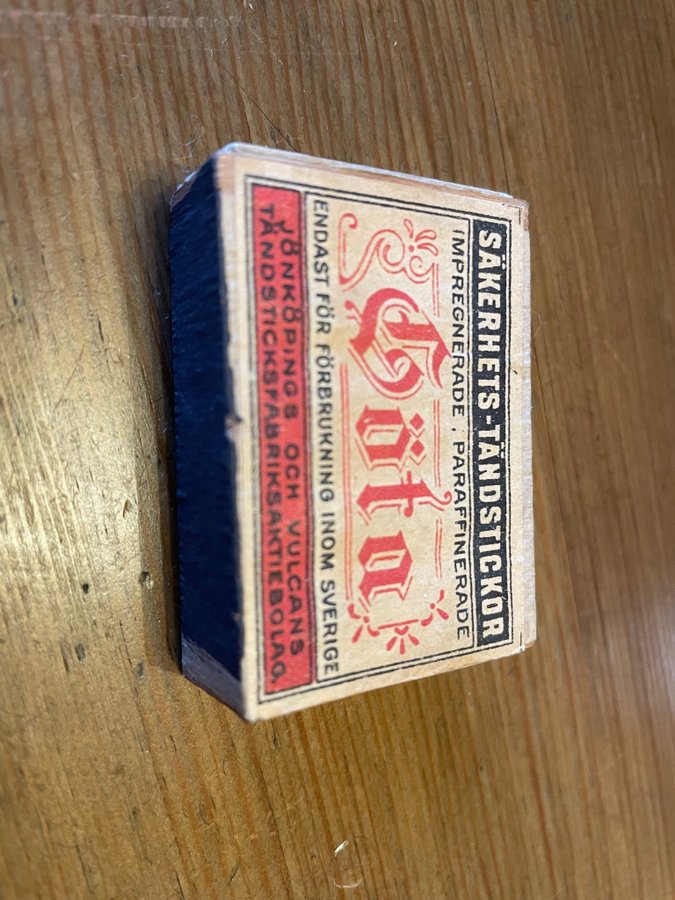 SÄKERHETS-TÄNDSTICKOR
IMPREGNERADE, PARAFFINERADE
Göta
ENDAST FÖR FÖRBRUKNING INOM SVERIGE
JÖNKÖPINGS OCH VULCANS
TÄNDSTICKSFABRIKSAKTIEBOLAG.